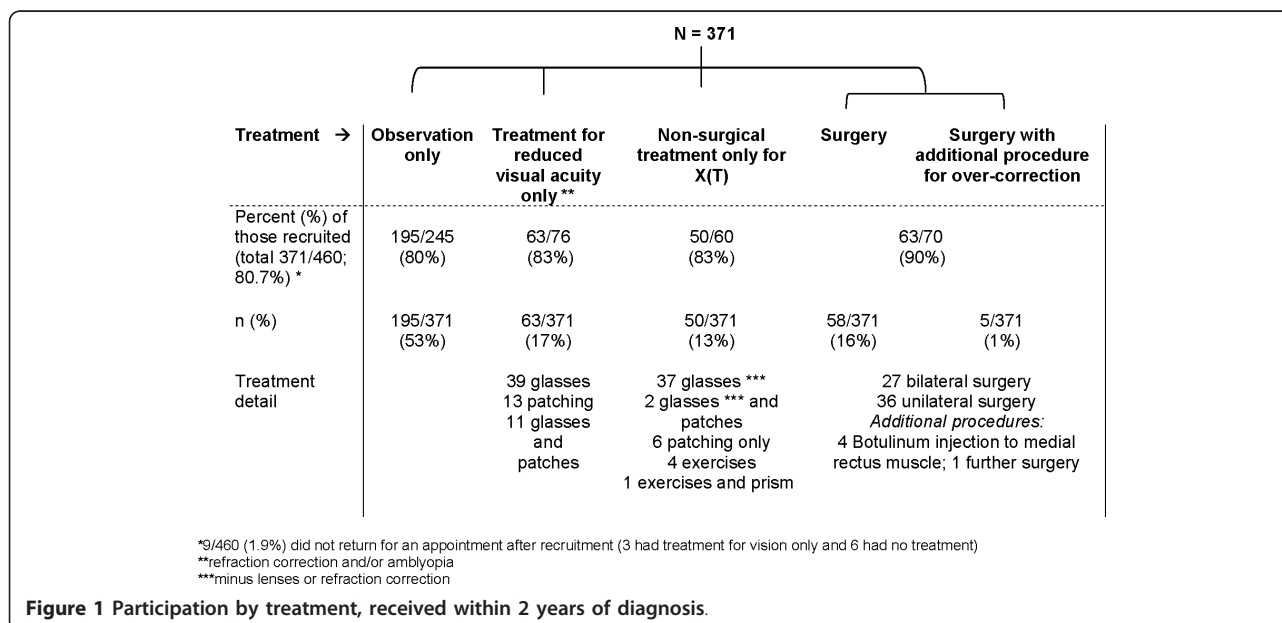 N = 371
Treatment → Observation only Treatment for reduced visual acuity only ** Non-surgical treatment only for X(T) Surgery Surgery with additional procedure for over-correction
Percent (%) of those recruited (total 371/460; 80.7%) * 195/245 (80%) 63/76 (83%) 50/60 (83%) 63/70 (90%)
n (%) 195/371 (53%) 63/371 (17%) 50/371 (13%) 58/371 (16%) 5/371 (1%)
Treatment detail
39 glasses
13 patching
11 glasses
and
patches
37 glasses ***
2 glasses *** and
patches
6 patching only
4 exercises
1 exercises and prism
27 bilateral surgery
36 unilateral surgery
Additional procedures:
4 Botulinum injection to medial
rectus muscle; 1 further surgery
*9/460 (1.9%) did not return for an appointment after recruitment (3 had treatment for vision only and 6 had no treatment)
**refraction correction and/or amblyopia
***minus lenses or refraction correction
Figure 1 Participation by treatment, received within 2 years of diagnosis.